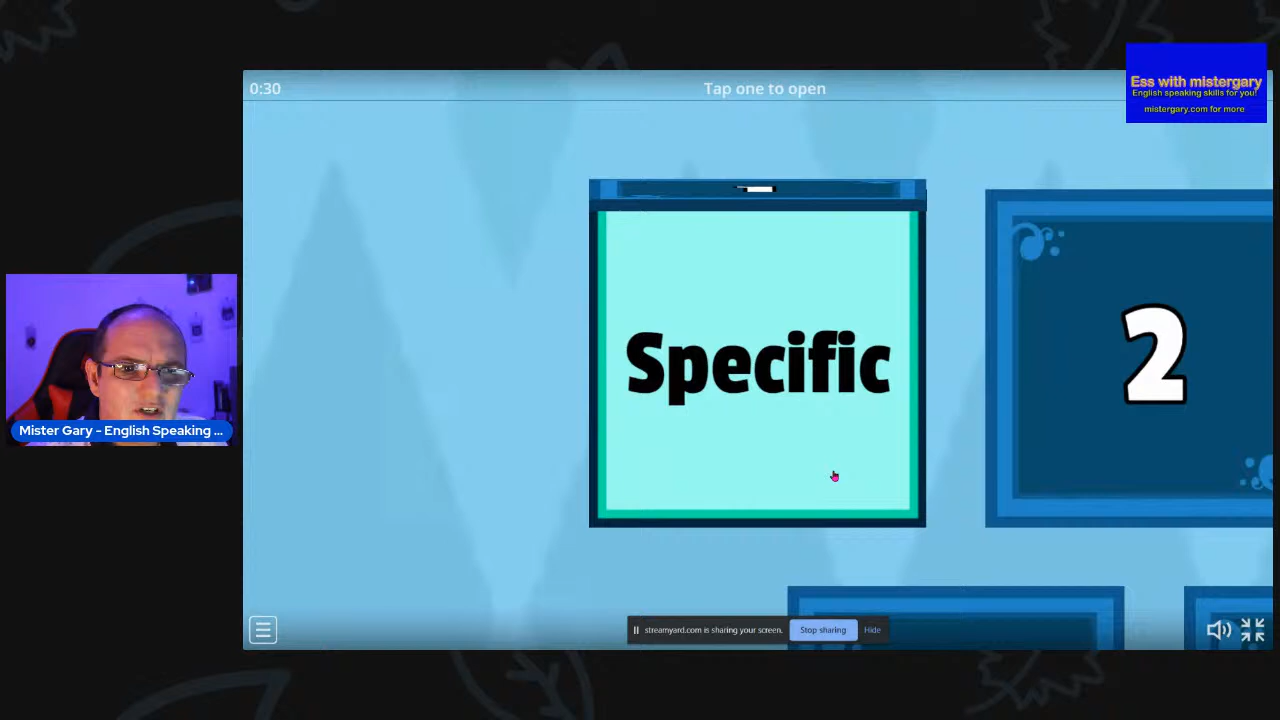 0:30
Tap one to open
Ess with mistergary
English speaking skills for you!
mistergary.com for more
Specific
2
Mister Gary - English Speaking ...
streamyard.com is sharing your screen.
Stop sharing
Hide